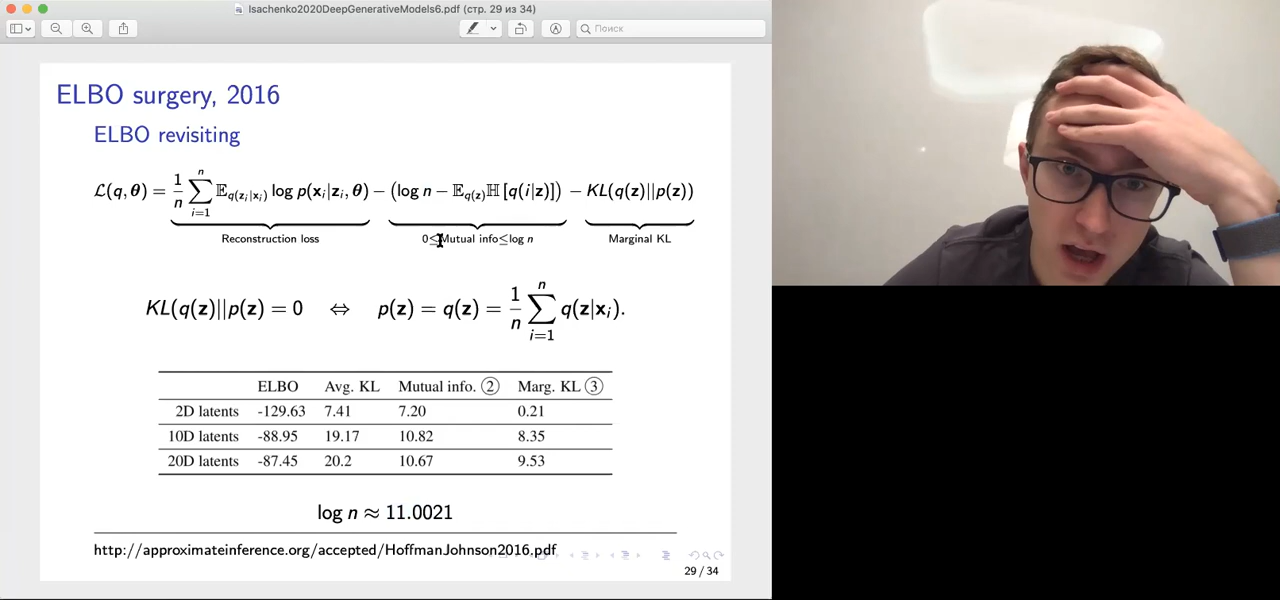 Isachenko2020DeepGenerativeModels6.pdf (стр. 29 из 34)
Поиск
ELBO surgery, 2016
ELBO revisiting
L(q, θ) = 1/n ∑_{i=1}^{n} 𝔼_{q(z_i|x_i)} log p(x_i|z_i, θ) − (log n − 𝔼_{q(z)}ℍ[q(i|z)]) − KL(q(z)||p(z))
Reconstruction loss 0≤Mutual info≤log n Marginal KL
KL(q(z)||p(z) = 0 ⇔ p(z) = q(z) = 1/n ∑_{i=1}^{n} q(z|x_i).
ELBO Avg. KL Mutual info. ② Marg. KL ③
2D latents -129.63 7.41 7.20 0.21
10D latents -88.95 19.17 10.82 8.35
20D latents -87.45 20.2 10.67 9.53
log n ≈ 11.0021
http://approximateinference.org/accepted/HoffmanJohnson2016.pdf
29 / 34